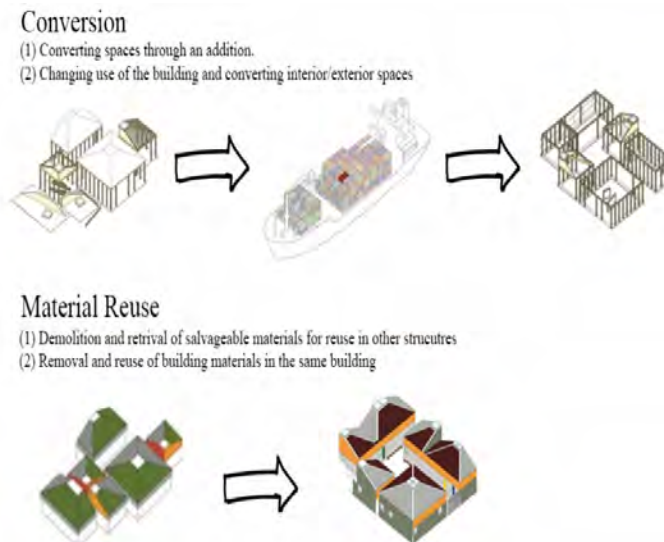 Conversion
(1) Converting spaces through an addition.
(2) Changing use of the building and converting interior/exterior spaces
Material Reuse
(1) Demolition and retrival of salvageable materials for reuse in other strucutres
(2) Removal and reuse of building materials in the same building